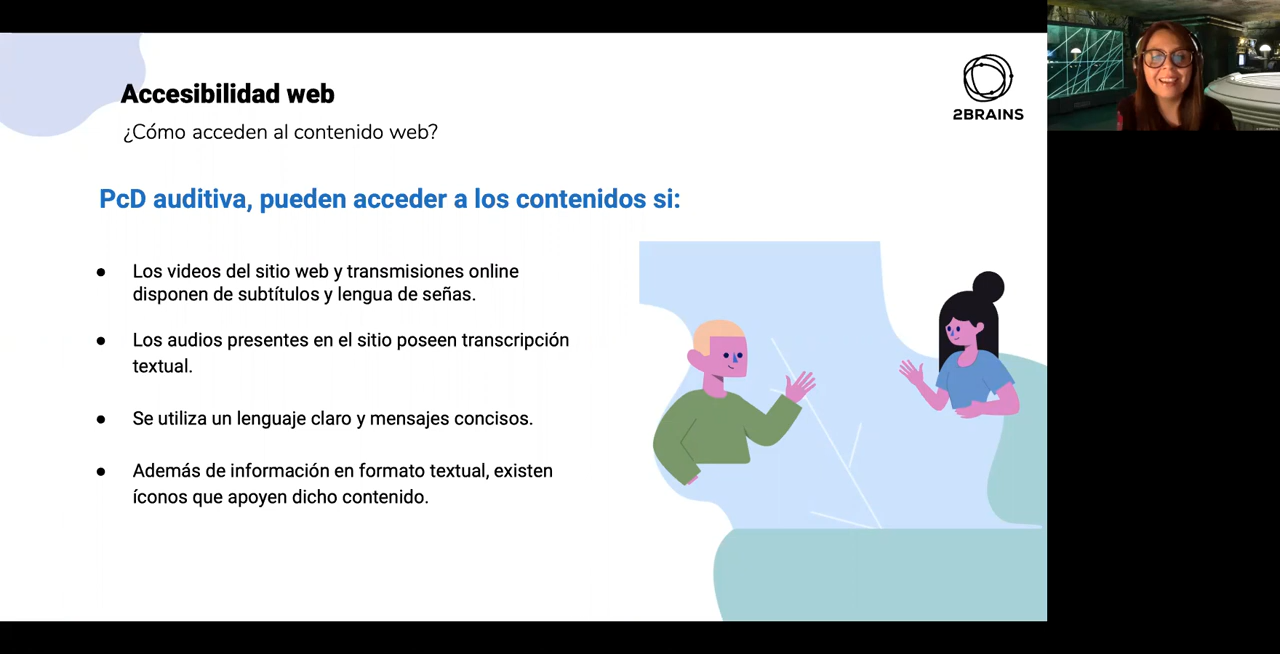 Accesibilidad web
¿Cómo acceden al contenido web?
2BRAINS
PcD auditiva, pueden acceder a los contenidos si:
● Los videos del sitio web y transmisiones online
disponen de subtítulos y lengua de señas.
● Los audios presentes en el sitio poseen transcripción
textual.
● Se utiliza un lenguaje claro y mensajes concisos.
● Además de información en formato textual, existen
íconos que apoyen dicho contenido.